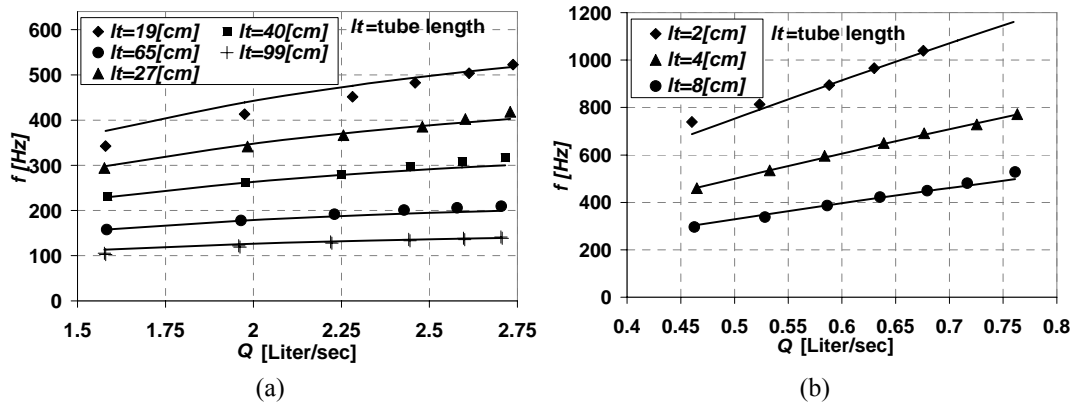 600
500
400
300
200
100
0
f [Hz]
lt=19[cm] lt=40[cm]
lt=65[cm] lt=99[cm]
lt=27[cm]
lt=tube length
1.5 1.75 2 2.25 2.5 2.75
Q [Liter/sec]
(a)
1200
1000
800
600
400
200
0
f [Hz]
lt=2[cm]
lt=4[cm]
lt=8[cm]
lt=tube length
0.4 0.45 0.5 0.55 0.6 0.65 0.7 0.75 0.8
Q [Liter/sec]
(b)